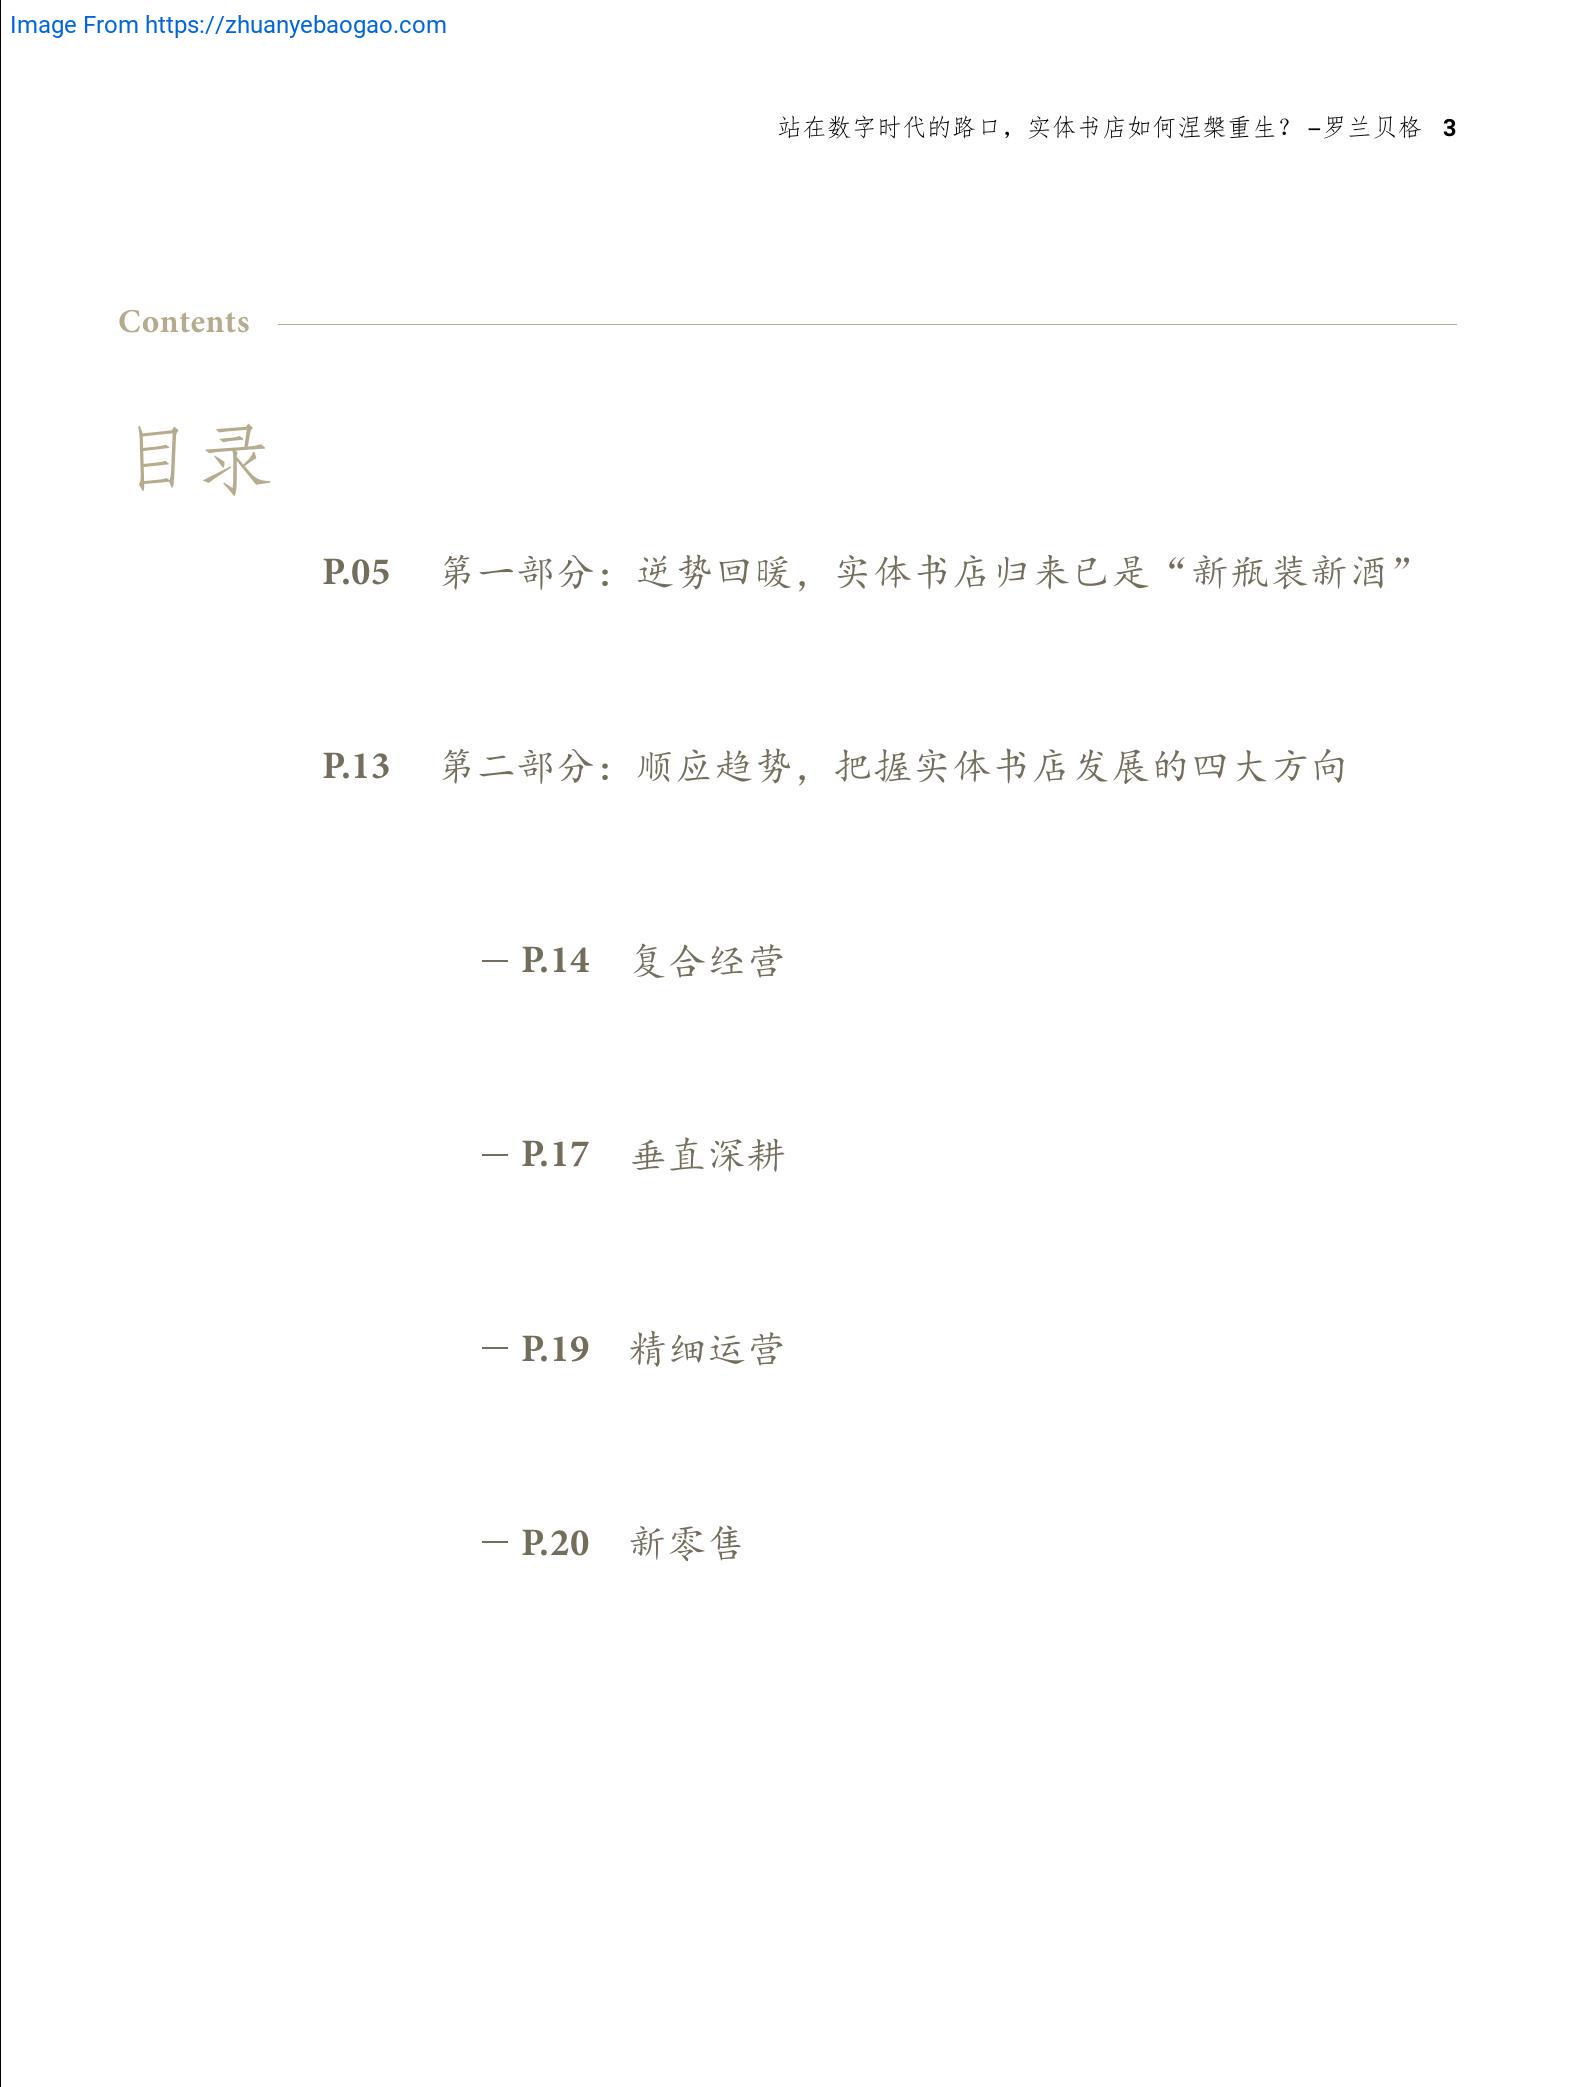 Image From https://zhuanyebaogao.com
站在数字时代的路口，实体书店如何涅槃重生？ –罗兰贝格 3
Contents
目录
P.05 第一部分：逆势回暖，实体书店归来已是“新瓶装新酒”
P.13 第二部分：顺应趋势，把握实体书店发展的四大方向
— P.14 复合经营
— P.17 垂直深耕
— P.19 精细运营
— P.20 新零售